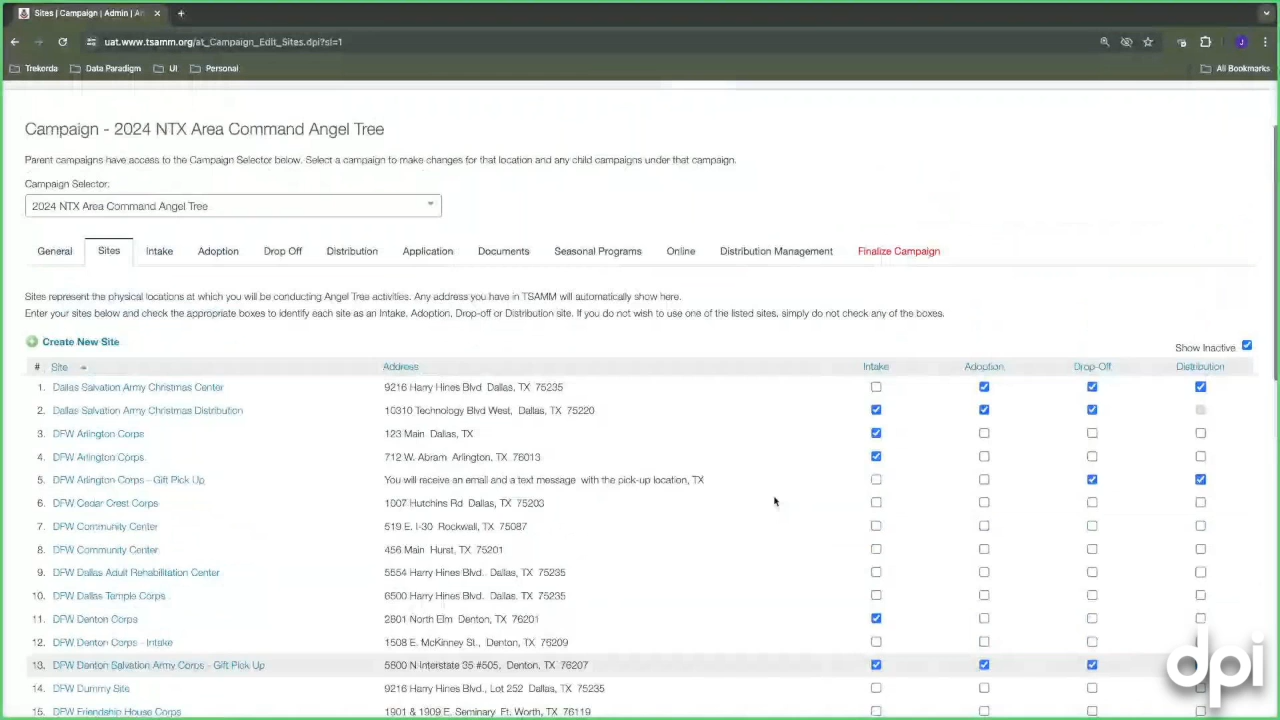 Sites | Campaign | Admin | A
uat.www.tsamm.org/at_Campaign_Edit_Sites.dpi?sl=1
J
Trekorda Data Paradigm UI Personal All Bookmarks
Campaign - 2024 NTX Area Command Angel Tree
Parent campaigns have access to the Campaign Selector below. Select a campaign to make changes for that location and any child campaigns under that campaign.
Campaign Selector:
2024 NTX Area Command Angel Tree
General Sites Intake Adoption Drop Off Distribution Application Documents Seasonal Programs Online Distribution Management Finalize Campaign
Sites represent the physical locations at which you will be conducting Angel Tree activities. Any address you have in TSAMM will automatically show here.
Enter your sites below and check the appropriate boxes to identify each site as an Intake, Adoption, Drop-off or Distribution site. If you do not wish to use one of the listed sites, simply do not check any of the boxes.
Create New Site
Show Inactive
# Site Address Intake Adoption Drop-Off Distribution
1. Dallas Salvation Army Christmas Center 9216 Harry Hines Blvd Dallas, TX 75235
2. Dallas Salvation Army Christmas Distribution 10310 Technology Blvd West, Dallas, TX 75220
3. DFW Arlington Corps 123 Main Dallas, TX
4. DFW Arlington Corps. 712 W. Abram Arlington, TX 76013
5. DFW Arlington Corps - Gift Pick Up You will receive an email and a text message with the pick-up location, TX
6. DFW Cedar Crest Corps 1007 Hutchins Rd Dallas, TX 75203
7. DFW Community Center 519 E. I-30 Rockwall, TX 75087
8. DFW Community Center 456 Main Hurst, TX 75201
9. DFW Dallas Adult Rehabilitation Center 5554 Harry Hines Blvd. Dallas, TX 75235
10. DFW Dallas Temple Corps 6500 Harry Hines Blvd. Dallas, TX 75235
11. DFW Denton Corps 2801 North Elm Denton, TX 76201
12. DFW Denton Corps - Intake 1508 E. McKinney St., Denton, TX 76209
13. DFW Denton Salvation Army Corps - Gift Pick Up 5800 N Interstate 35 #505, Denton, TX 76207
14. DFW Dummy Site 9216 Harry Hines Blvd., Lot 252 Dallas, TX 75235
15. DFW Friendship House Corps 1901 & 1909 E. Seminary Ft. Worth, TX 76119
dpi